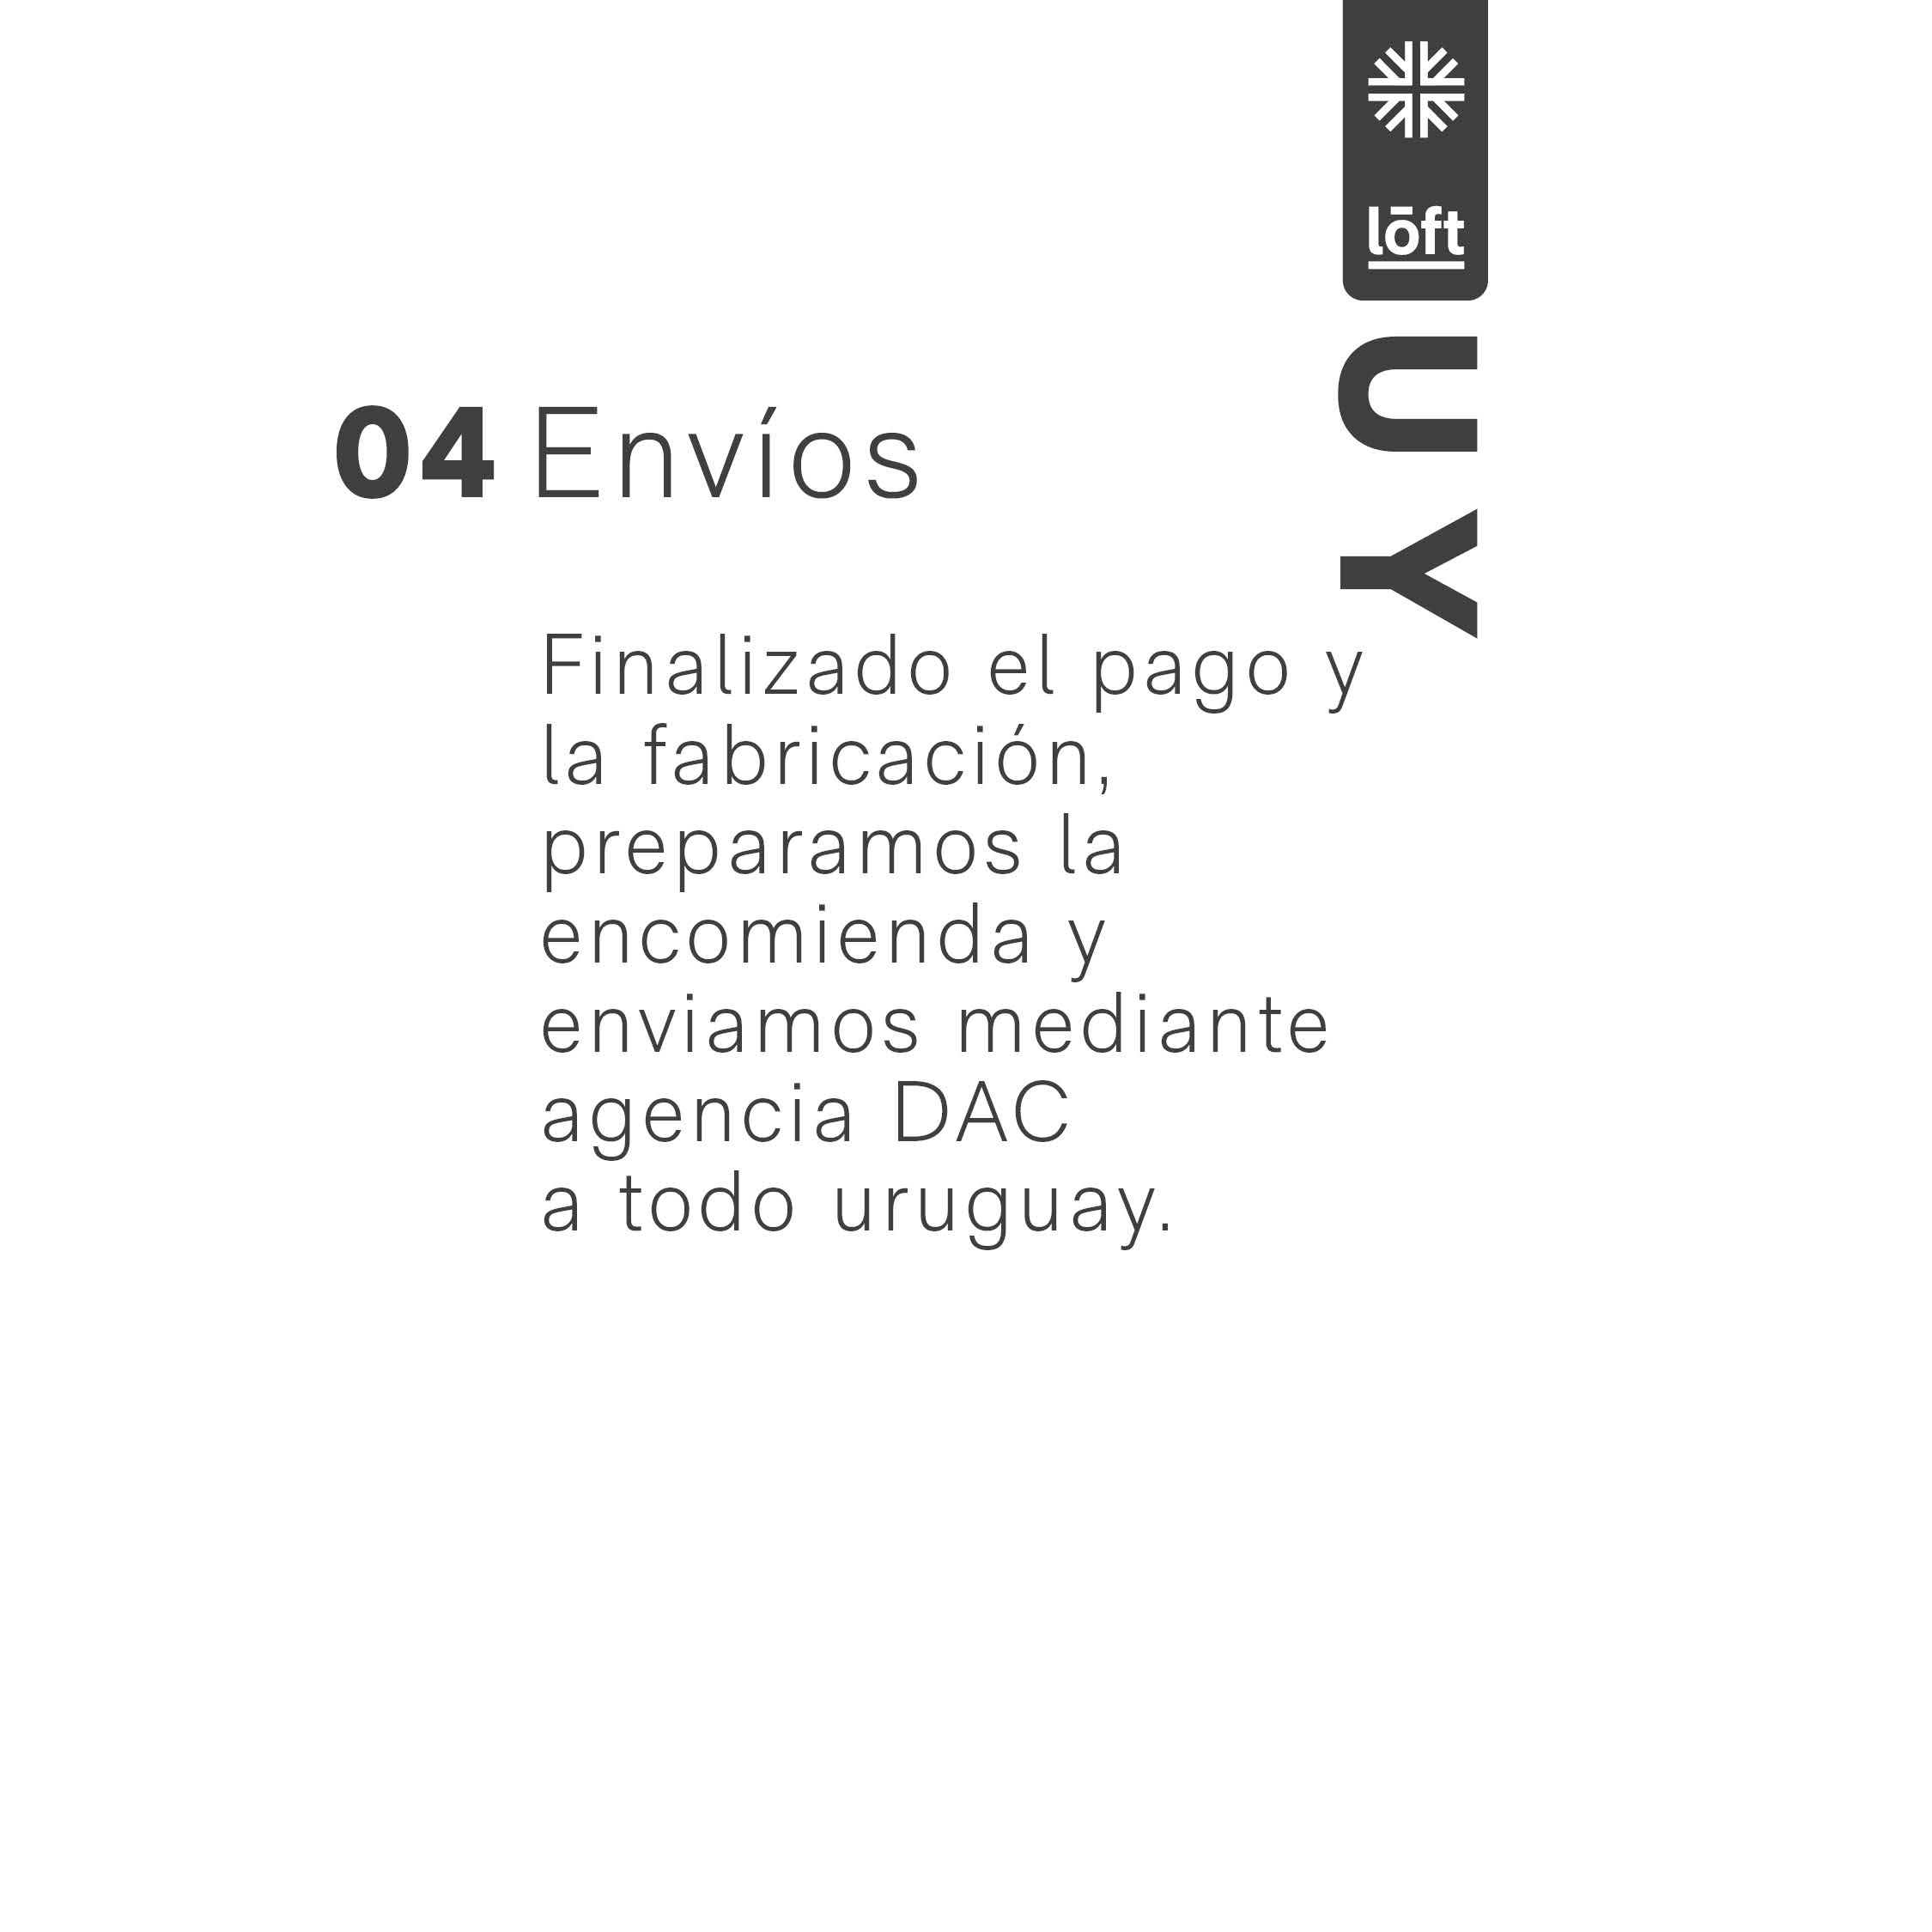 lōft
UY
04 Envíos
Finalizado el pago y
la fabricación,
preparamos la
encomienda y
enviamos mediante
agencia DAC
a todo uruguay.